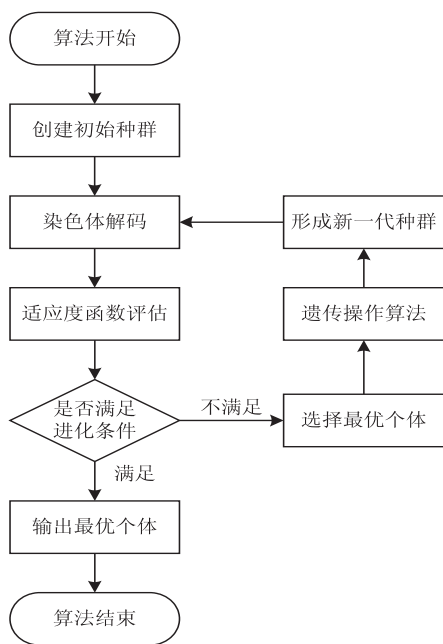 算法开始
创建初始种群
染色体解码
形成新一代种群
适应度函数评估
遗传操作算法
是否满足
进化条件
不满足
选择最优个体
满足
输出最优个体
算法结束